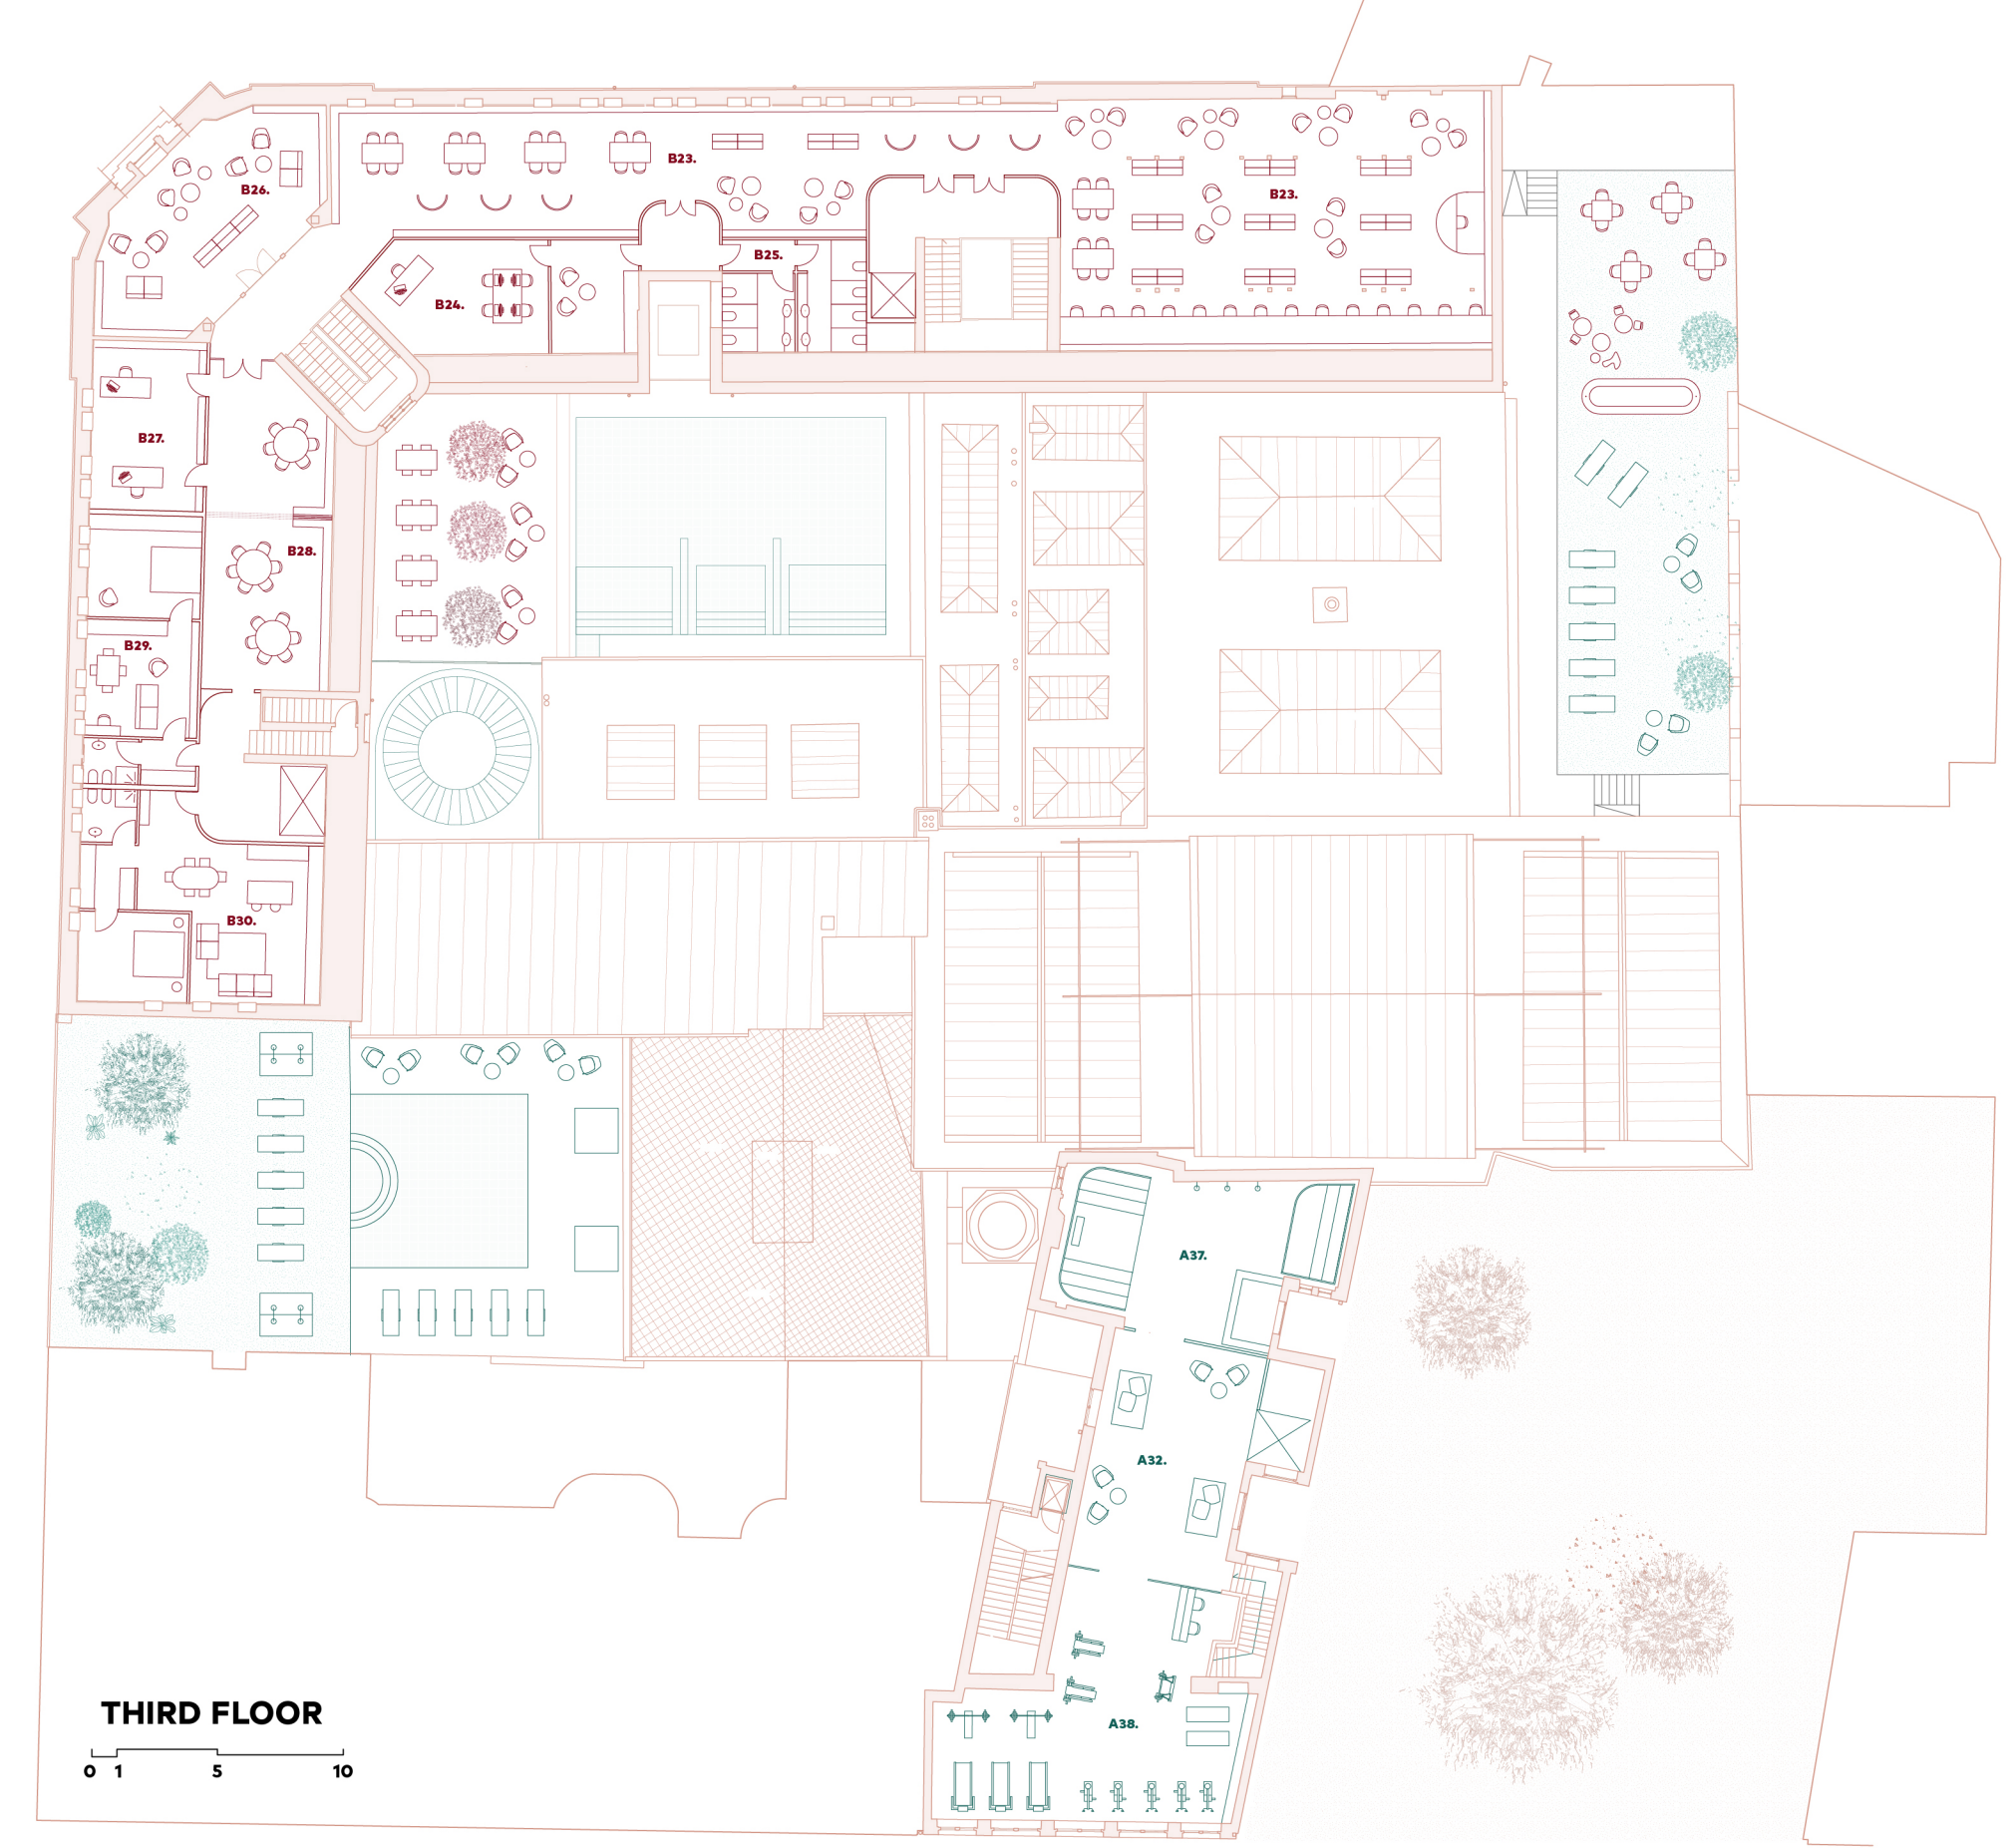 B23.
B26.
B23.
B25.
B24.
B27.
B28.
B29.
B30.
A37.
A32.
A38.
THIRD FLOOR
0 1 5 10